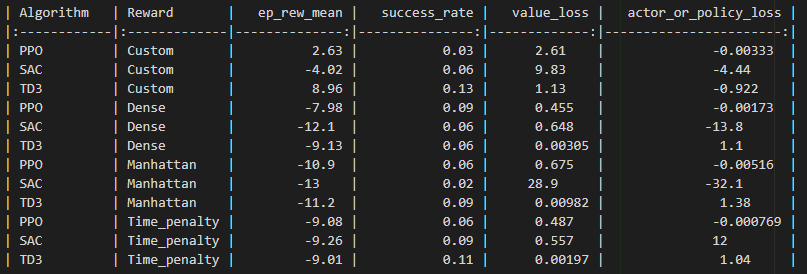 | Algorithm   | Reward       |   ep_rew_mean |   success_rate |   value_loss |   actor_or_policy_loss |
|:------------|:-------------|--------------:|---------------:|-------------:|-----------------------:|
| PPO         | Custom       |          2.63 |           0.03 |      2.61    |              -0.00333  |
| SAC         | Custom       |         -4.02 |           0.06 |      9.83    |              -4.44     |
| TD3         | Custom       |          8.96 |           0.13 |      1.13    |              -0.922    |
| PPO         | Dense        |         -7.98 |           0.09 |      0.455   |              -0.00173  |
| SAC         | Dense        |        -12.1  |           0.06 |      0.648   |             -13.8      |
| TD3         | Dense        |         -9.13 |           0.06 |      0.00305 |               1.1      |
| PPO         | Manhattan    |        -10.9  |           0.06 |      0.675   |              -0.00516  |
| SAC         | Manhattan    |        -13    |           0.02 |     28.9     |             -32.1      |
| TD3         | Manhattan    |        -11.2  |           0.09 |      0.00982 |               1.38     |
| PPO         | Time_penalty |         -9.08 |           0.06 |      0.487   |              -0.000769 |
| SAC         | Time_penalty |         -9.26 |           0.09 |      0.557   |              12        |
| TD3         | Time_penalty |         -9.01 |           0.11 |      0.00197 |               1.04     |